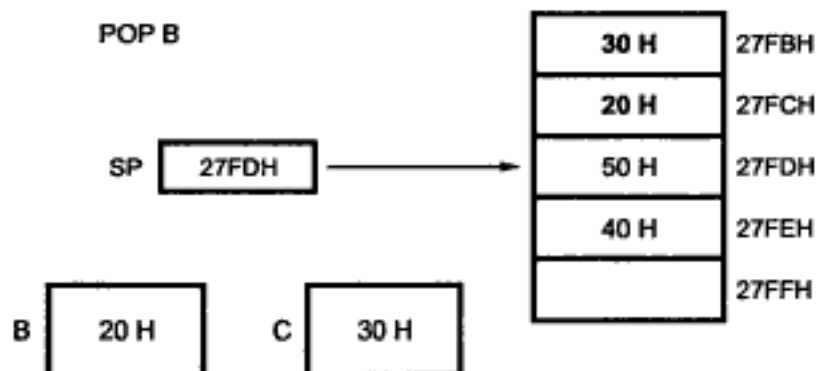 POP B
30 H 27FBH
20 H 27FCH
SP 27FDH 50 H 27FDH
40 H 27FEH
27FFH
B 20 H C 30 H